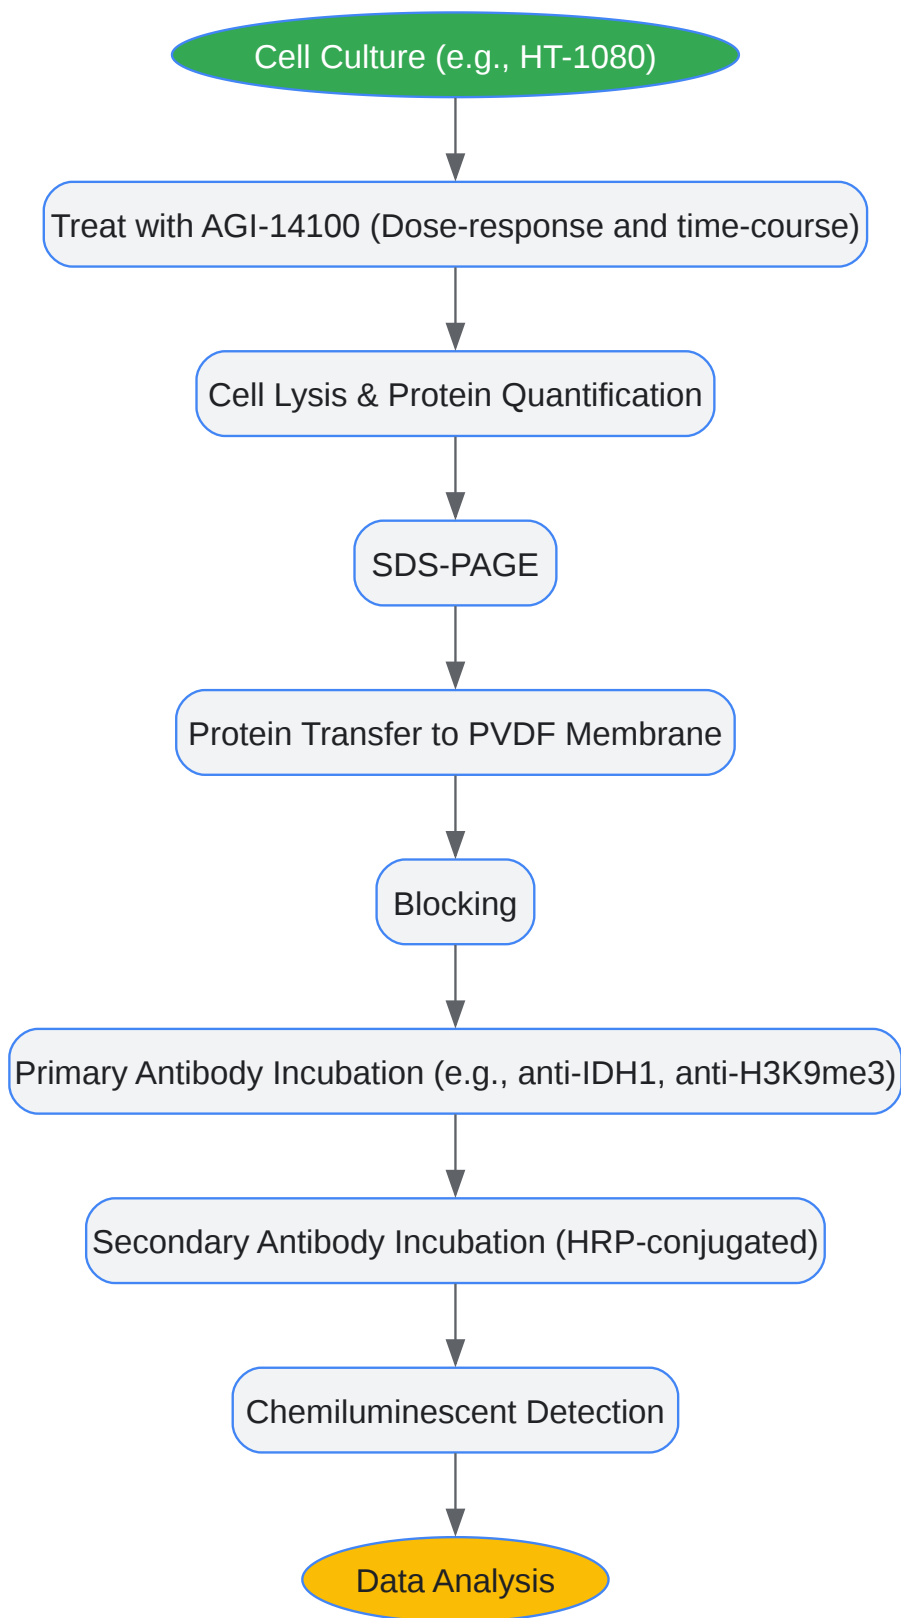 Cell Culture (e.g., HT-1080)
Treat with AGI-14100 (Dose-response and time-course)
Cell Lysis & Protein Quantification
SDS-PAGE
Protein Transfer to PVDF Membrane
Blocking
Primary Antibody Incubation (e.g., anti-IDH1, anti-H3K9me3)
Secondary Antibody Incubation (HRP-conjugated)
Chemiluminescent Detection
Data Analysis